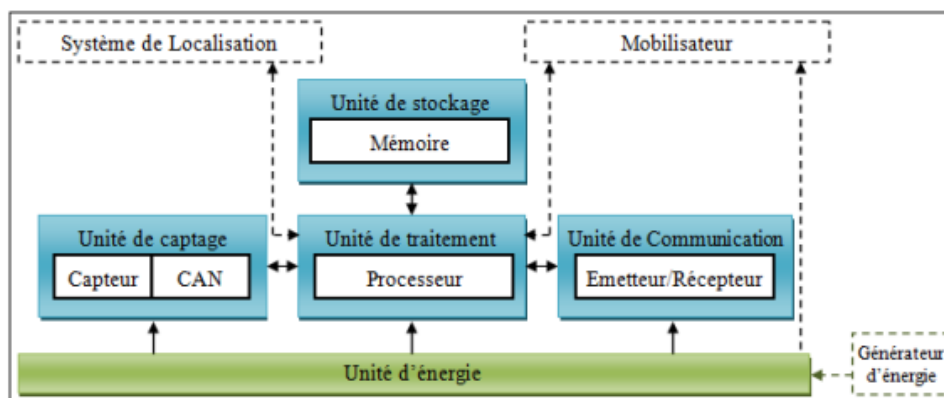 Système de Localisation
Mobilisateur
Unité de stockage
Mémoire
Unité de captage
Capteur
CAN
Unité de traitement
Processeur
Unité de Communication
Emetteur/Récepteur
Unité d'énergie
Générateur
d'énergie